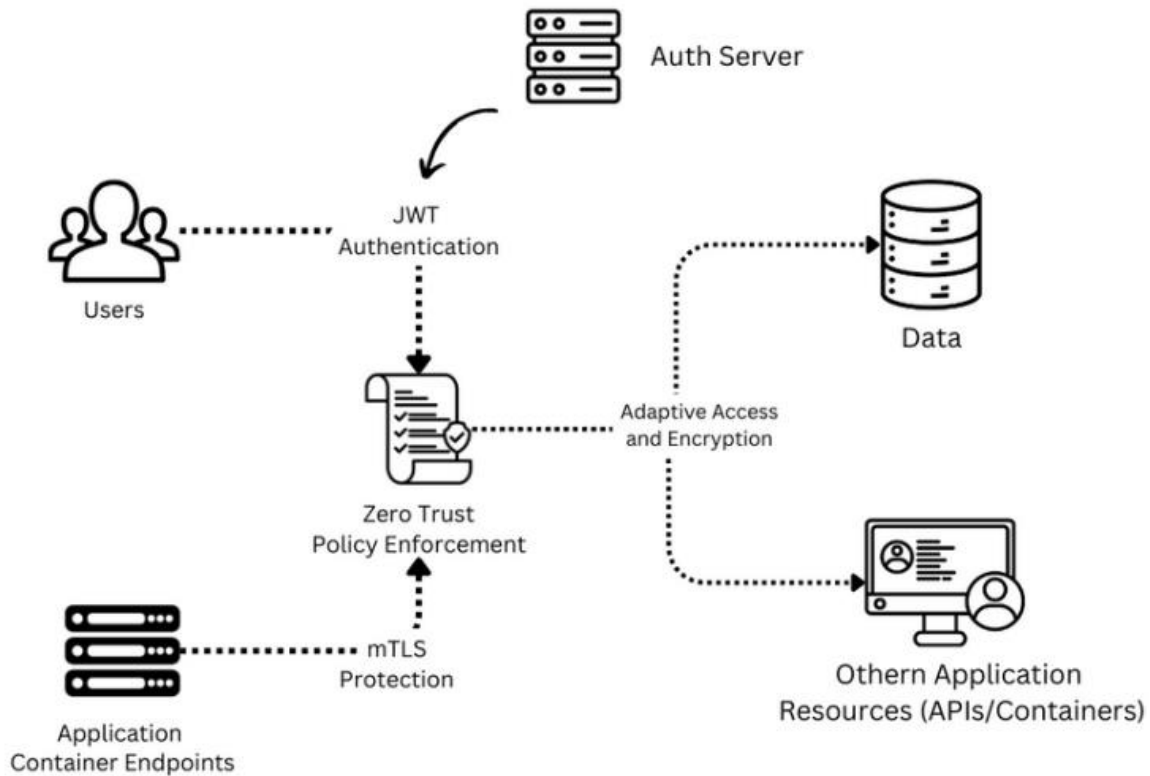 Auth Server
JWT
Authentication
Users
Data
Adaptive Access
and Encryption
Zero Trust
Policy Enforcement
mTLS
Protection
Othern Application
Resources (APIs/Containers)
Application
Container Endpoints